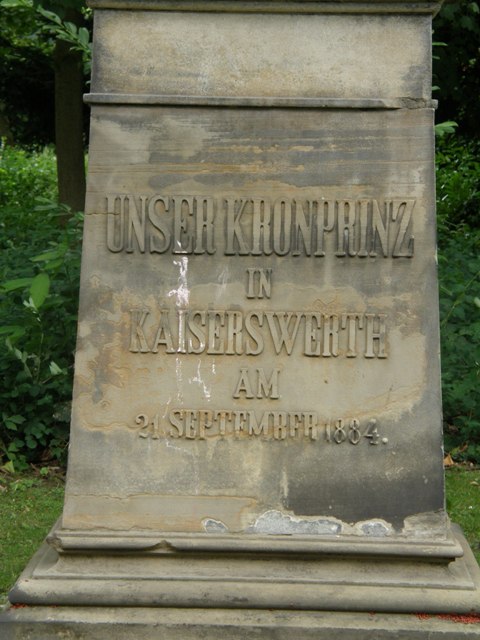 UNSER KRONPRINZ
IN
KAISERSWERTH
AM
21 SEPTEMBER 1884.